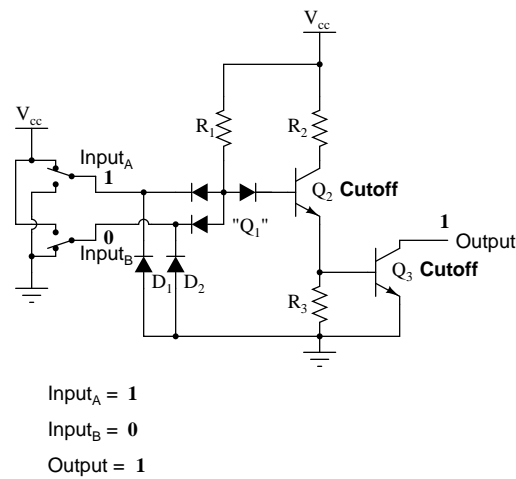 Vcc
Vcc
R1
R2
InputA
1
Q2 Cutoff
0
"Q1"
1
Output
InputB
Q3 Cutoff
D1
D2
R3
InputA = 1
InputB = 0
Output = 1